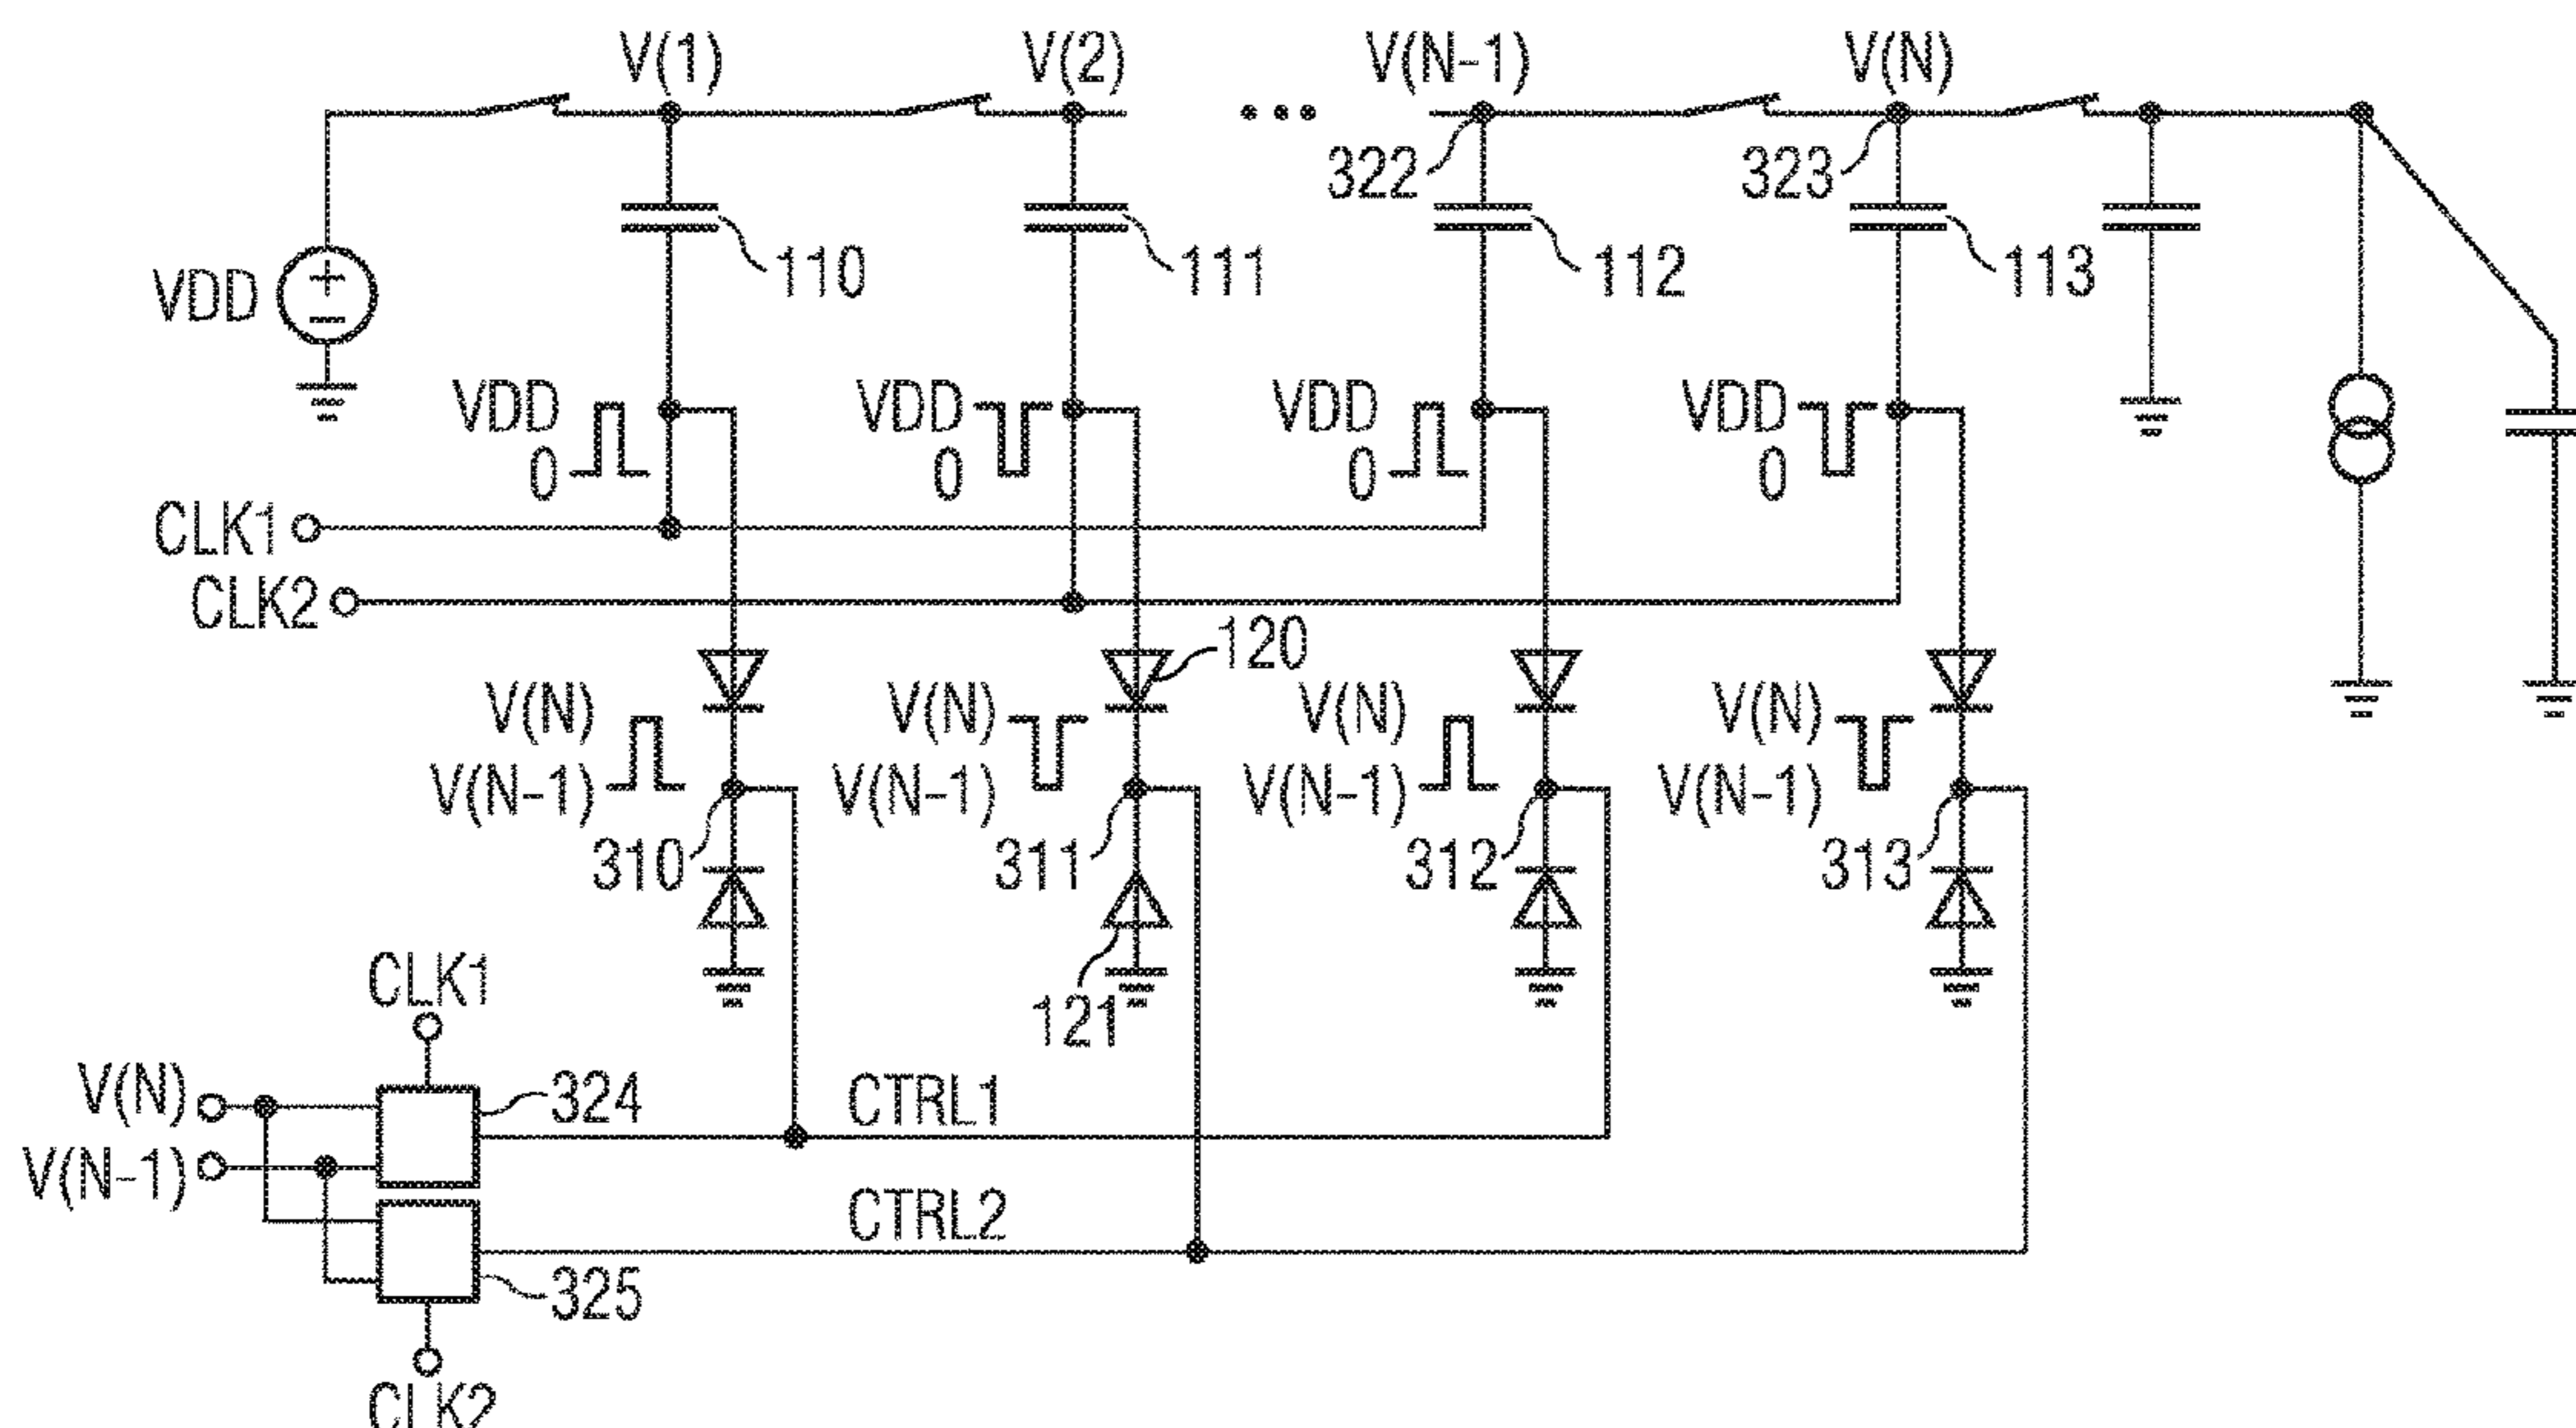 V(1) V(2) V(N-1) V(N)
322 323
110 111 112 113
VDD + −
VDD VDD VDD VDD
0 0 0 0
CLK1
CLK2
120
V(N) V(N) V(N) V(N)
V(N-1) V(N-1) V(N-1) V(N-1)
310 311 312 313
121
CLK1
V(N) 324 CTRL1
V(N-1)
CTRL2
325
CLK2